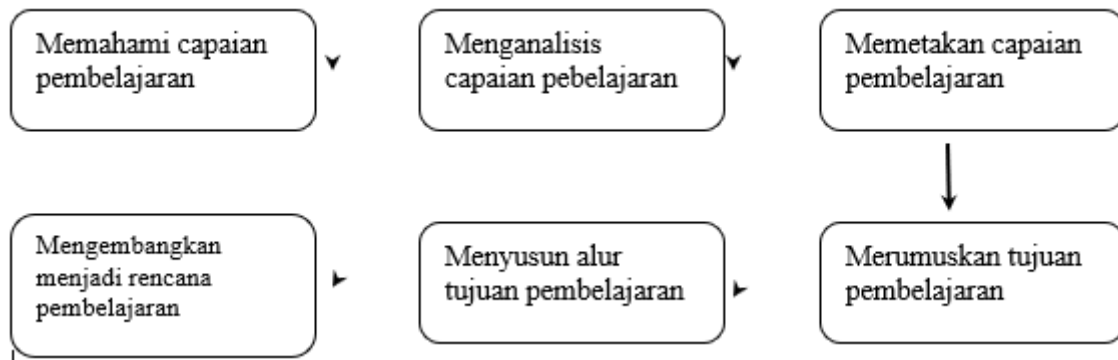 Memahami capaian
pembelajaran
Menganalisis
capaian pebelajaran
Memetakan capaian
pembelajaran
Mengembangkan
menjadi rencana
pembelajaran
Menyusun alur
tujuan pembelajaran
Merumuskan tujuan
pembelajaran